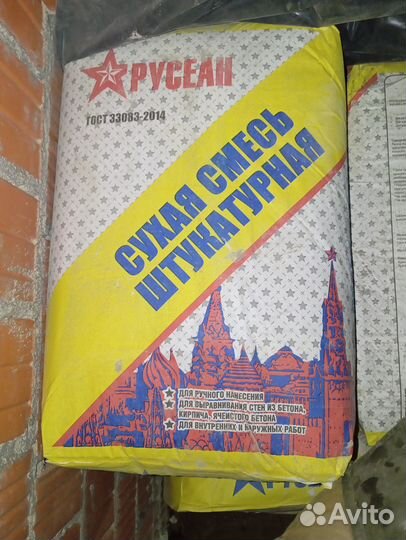 РУСЕАН
ГОСТ 33083-2014
СУХАЯ СМЕСЬ
ШТУКАТУРНАЯ
ДЛЯ РУЧНОГО НАНЕСЕНИЯ
ДЛЯ ВЫРАВНИВАНИЯ СТЕН ИЗ БЕТОНА,
КИРПИЧА, ЯЧЕИСТОГО БЕТОНА
ДЛЯ ВНУТРЕННИХ И НАРУЖНЫХ РАБОТ
Avito